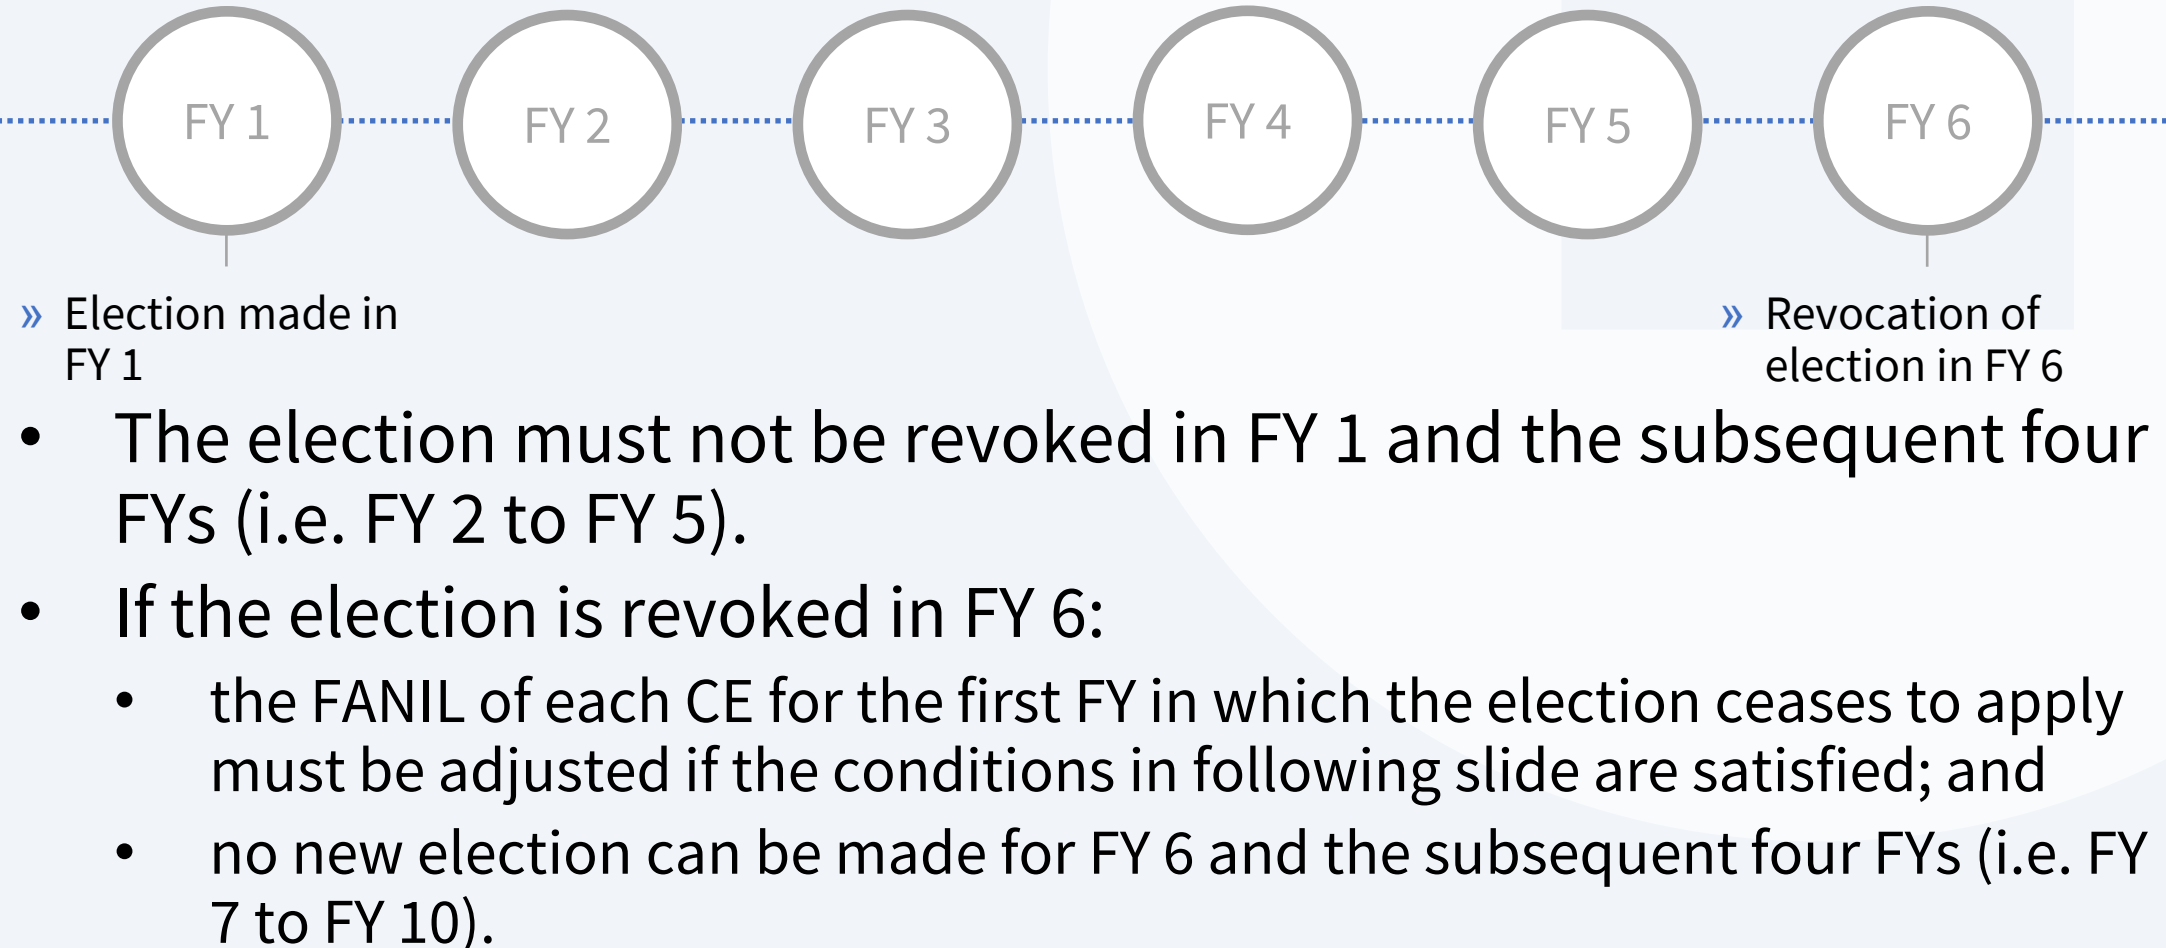 FY 1
FY 2
FY 3
FY 4
FY 5
FY 6
» Election made in
FY 1
» Revocation of
election in FY 6
• The election must not be revoked in FY 1 and the subsequent four
FYs (i.e. FY 2 to FY 5).
• If the election is revoked in FY 6:
• the FANIL of each CE for the first FY in which the election ceases to apply
must be adjusted if the conditions in following slide are satisfied; and
• no new election can be made for FY 6 and the subsequent four FYs (i.e. FY
7 to FY 10).